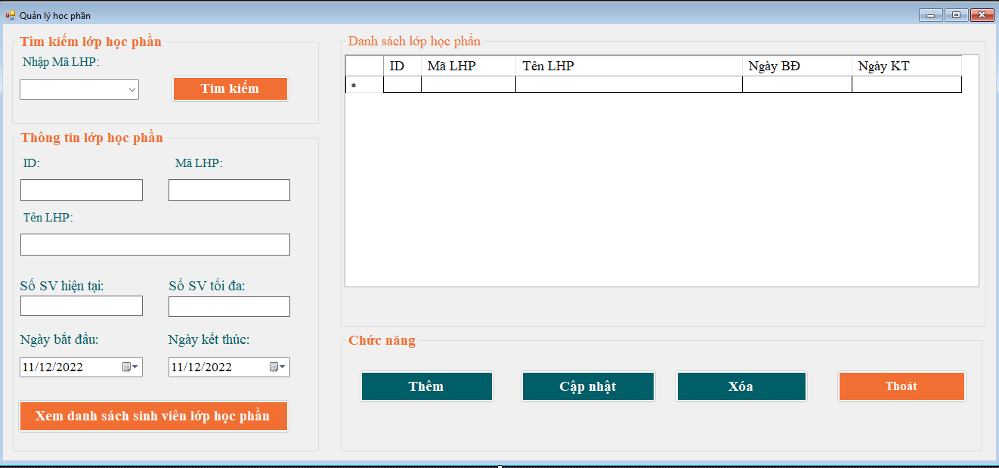 Quản lý học phần
Tìm kiếm lớp học phần
Nhập Mã LHP:
Tìm kiếm
Thông tin lớp học phần
ID:
Mã LHP:
Tên LHP:
Số SV hiện tại:
Số SV tối đa:
Ngày bắt đầu:
Ngày kết thúc:
11/12/2022
11/12/2022
Xem danh sách sinh viên lớp học phần
Danh sách lớp học phần
ID Mã LHP Tên LHP Ngày BĐ Ngày KT
*
Chức năng
Thêm
Cập nhật
Xóa
Thoát